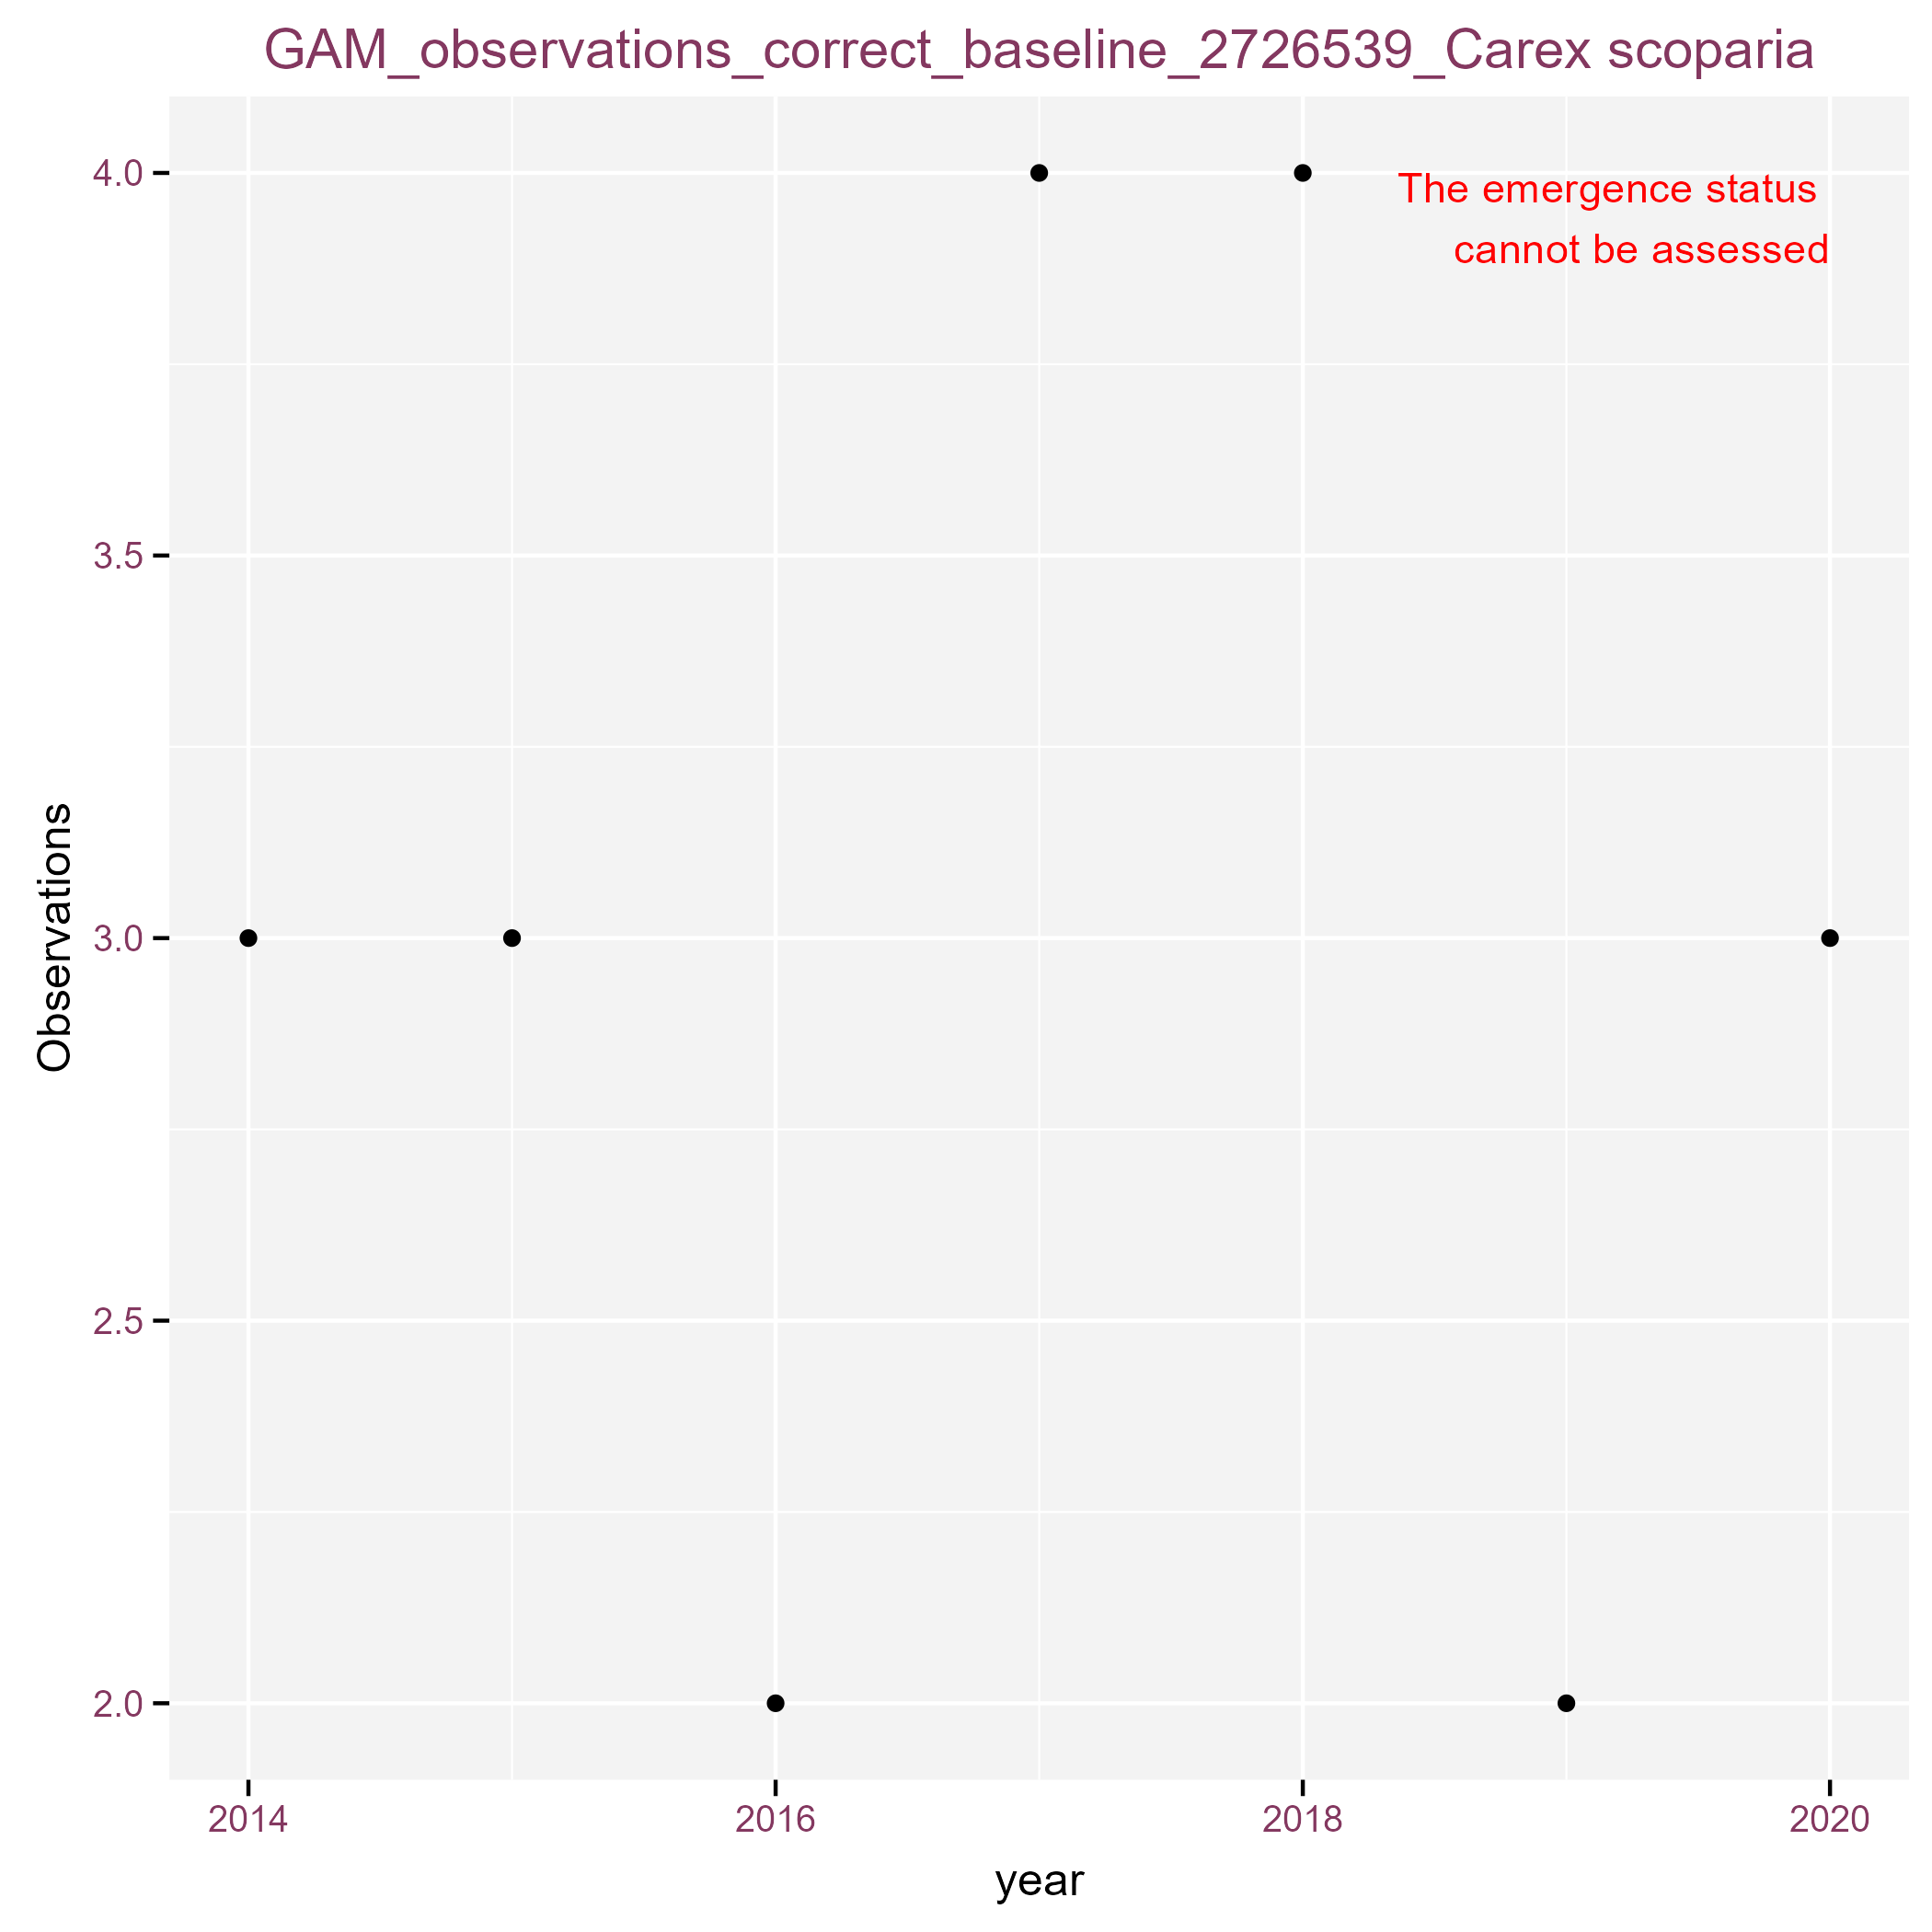 GAM_observations_correct_baseline_2726539_Carex scoparia
The emergence status
cannot be assessed
4.0
3.5
3.0
2.5
2.0
Observations
2014 2016 2018 2020
year